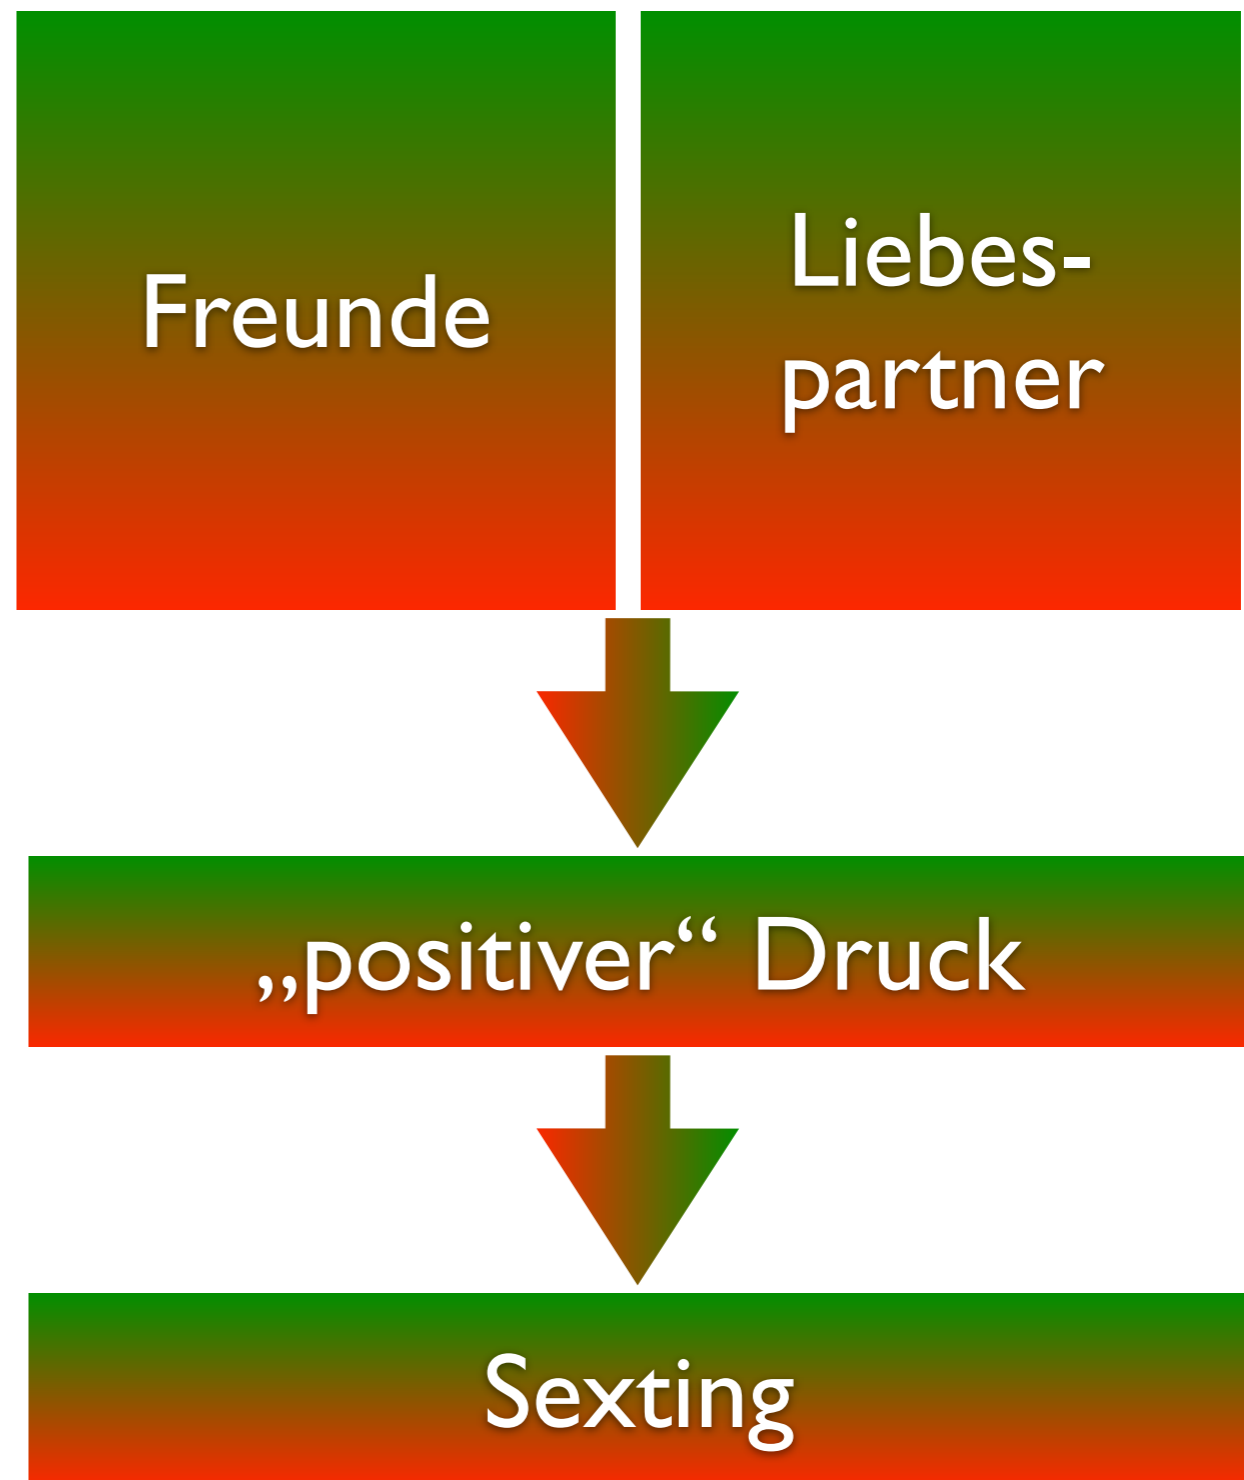 Freunde
Liebes-
partner
„positiver“ Druck
Sexting